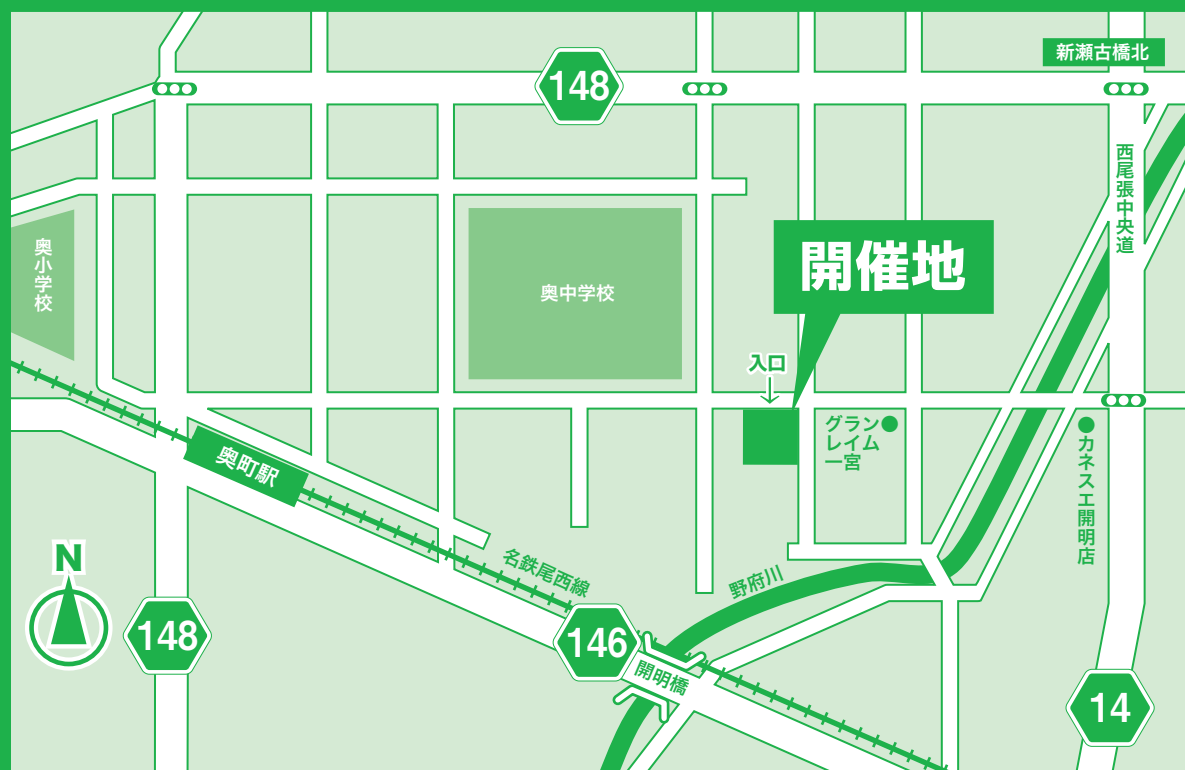 新瀬古橋北
148
西尾張中央道
奥小学校
奥中学校
開催地
入口
グラン
レイム
一宮
カネスエ開明店
奥町駅
名鉄尾西線
野府川
N
148
146
開明橋
14